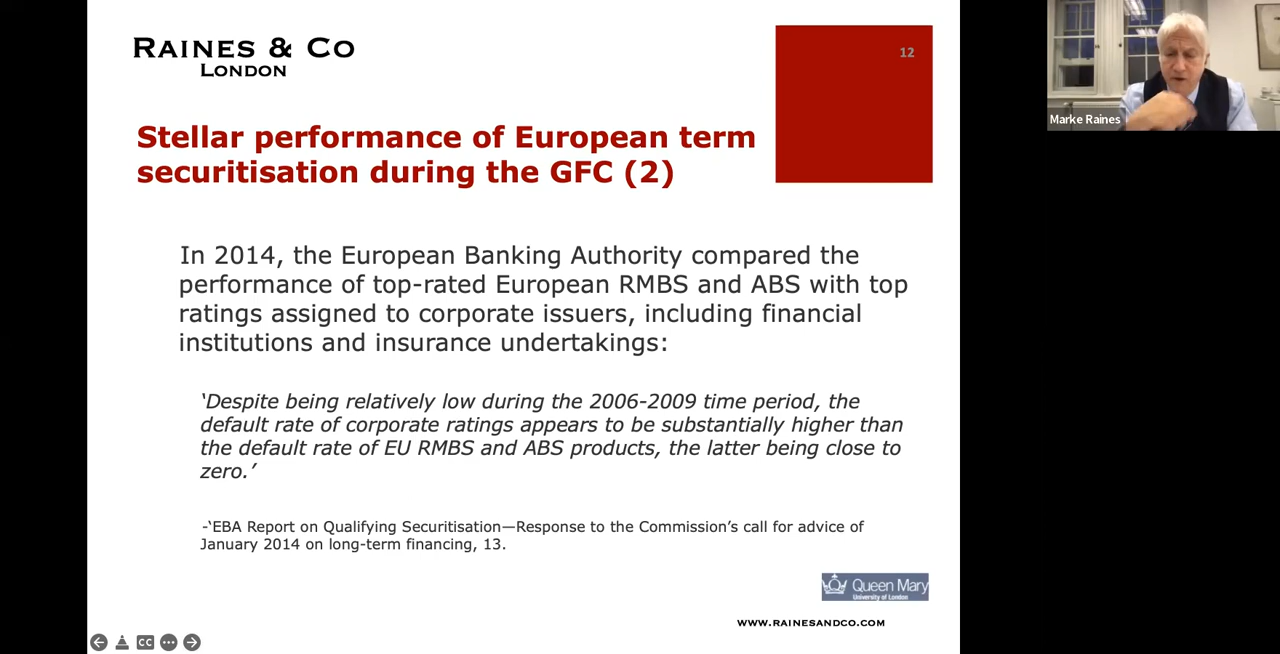 RAINES & CO
LONDON
12
Stellar performance of European term
securitisation during the GFC (2)
In 2014, the European Banking Authority compared the
performance of top-rated European RMBS and ABS with top
ratings assigned to corporate issuers, including financial
institutions and insurance undertakings:
‘Despite being relatively low during the 2006-2009 time period, the
default rate of corporate ratings appears to be substantially higher than
the default rate of EU RMBS and ABS products, the latter being close to
zero.’
-‘EBA Report on Qualifying Securitisation—Response to the Commission’s call for advice of
January 2014 on long-term financing, 13.
Queen Mary
University of London
WWW.RAINESANDCO.COM
CC
Marke Raines